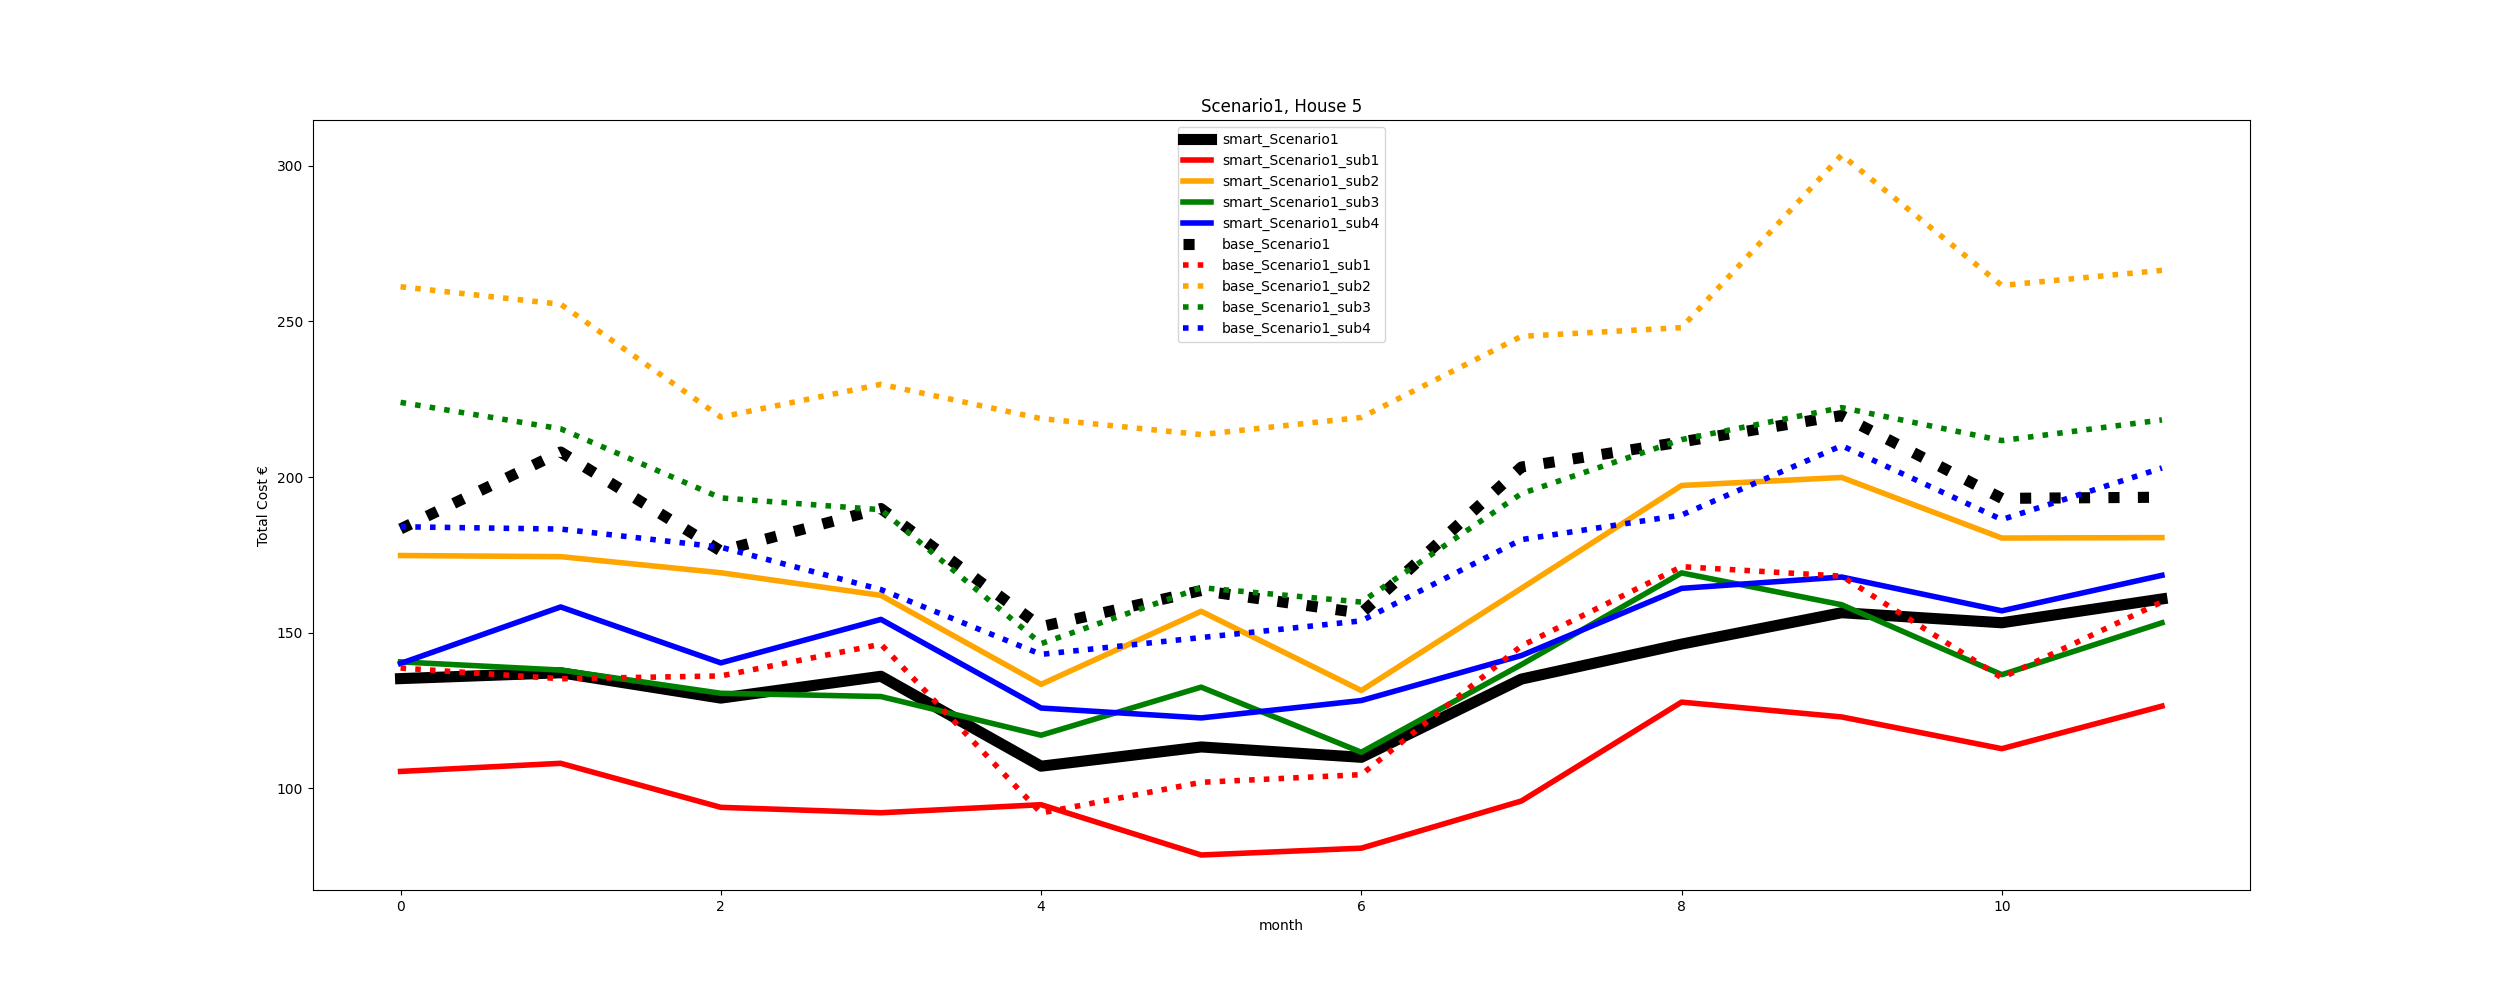 Scenario1, House 5
smart_Scenario1
smart_Scenario1_sub1
smart_Scenario1_sub2
smart_Scenario1_sub3
smart_Scenario1_sub4
base_Scenario1
base_Scenario1_sub1
base_Scenario1_sub2
base_Scenario1_sub3
base_Scenario1_sub4
300
250
200
150
100
Total Cost €
0 2 4 6 8 10
month